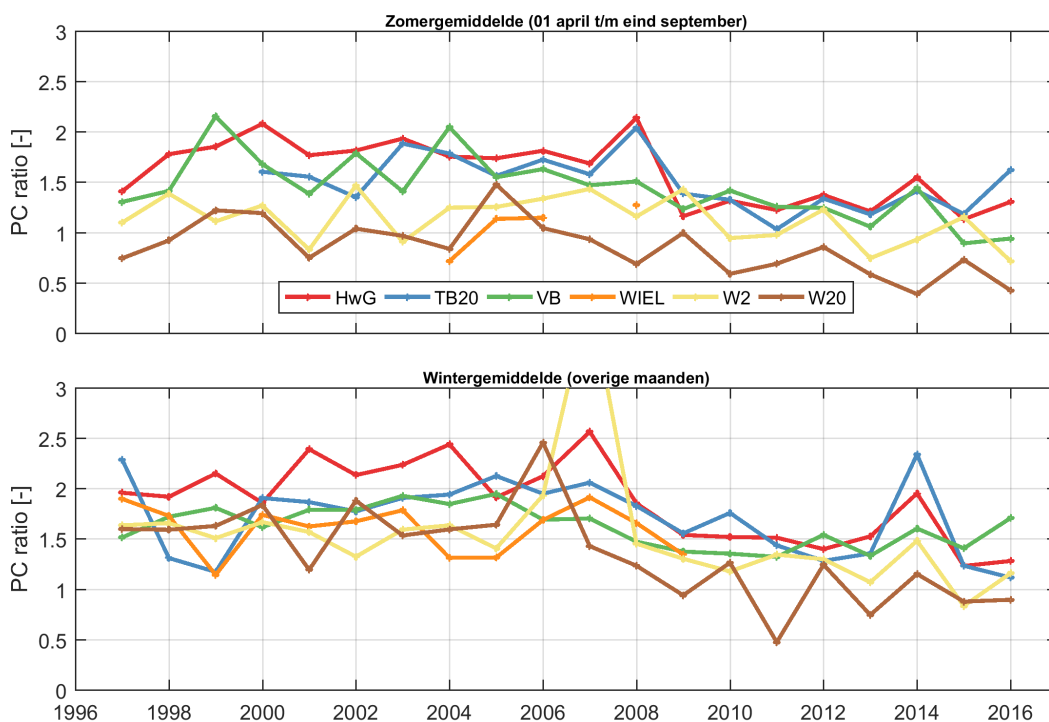 Zomergemiddelde (01 april t/m eind september)
3
2.5
2
1.5
1
0.5
0
PC ratio [-]
HwG TB20 VB WIEL W2 W20
Wintergemiddelde (overige maanden)
3
2.5
2
1.5
1
0.5
0
PC ratio [-]
1996 1998 2000 2002 2004 2006 2008 2010 2012 2014 2016